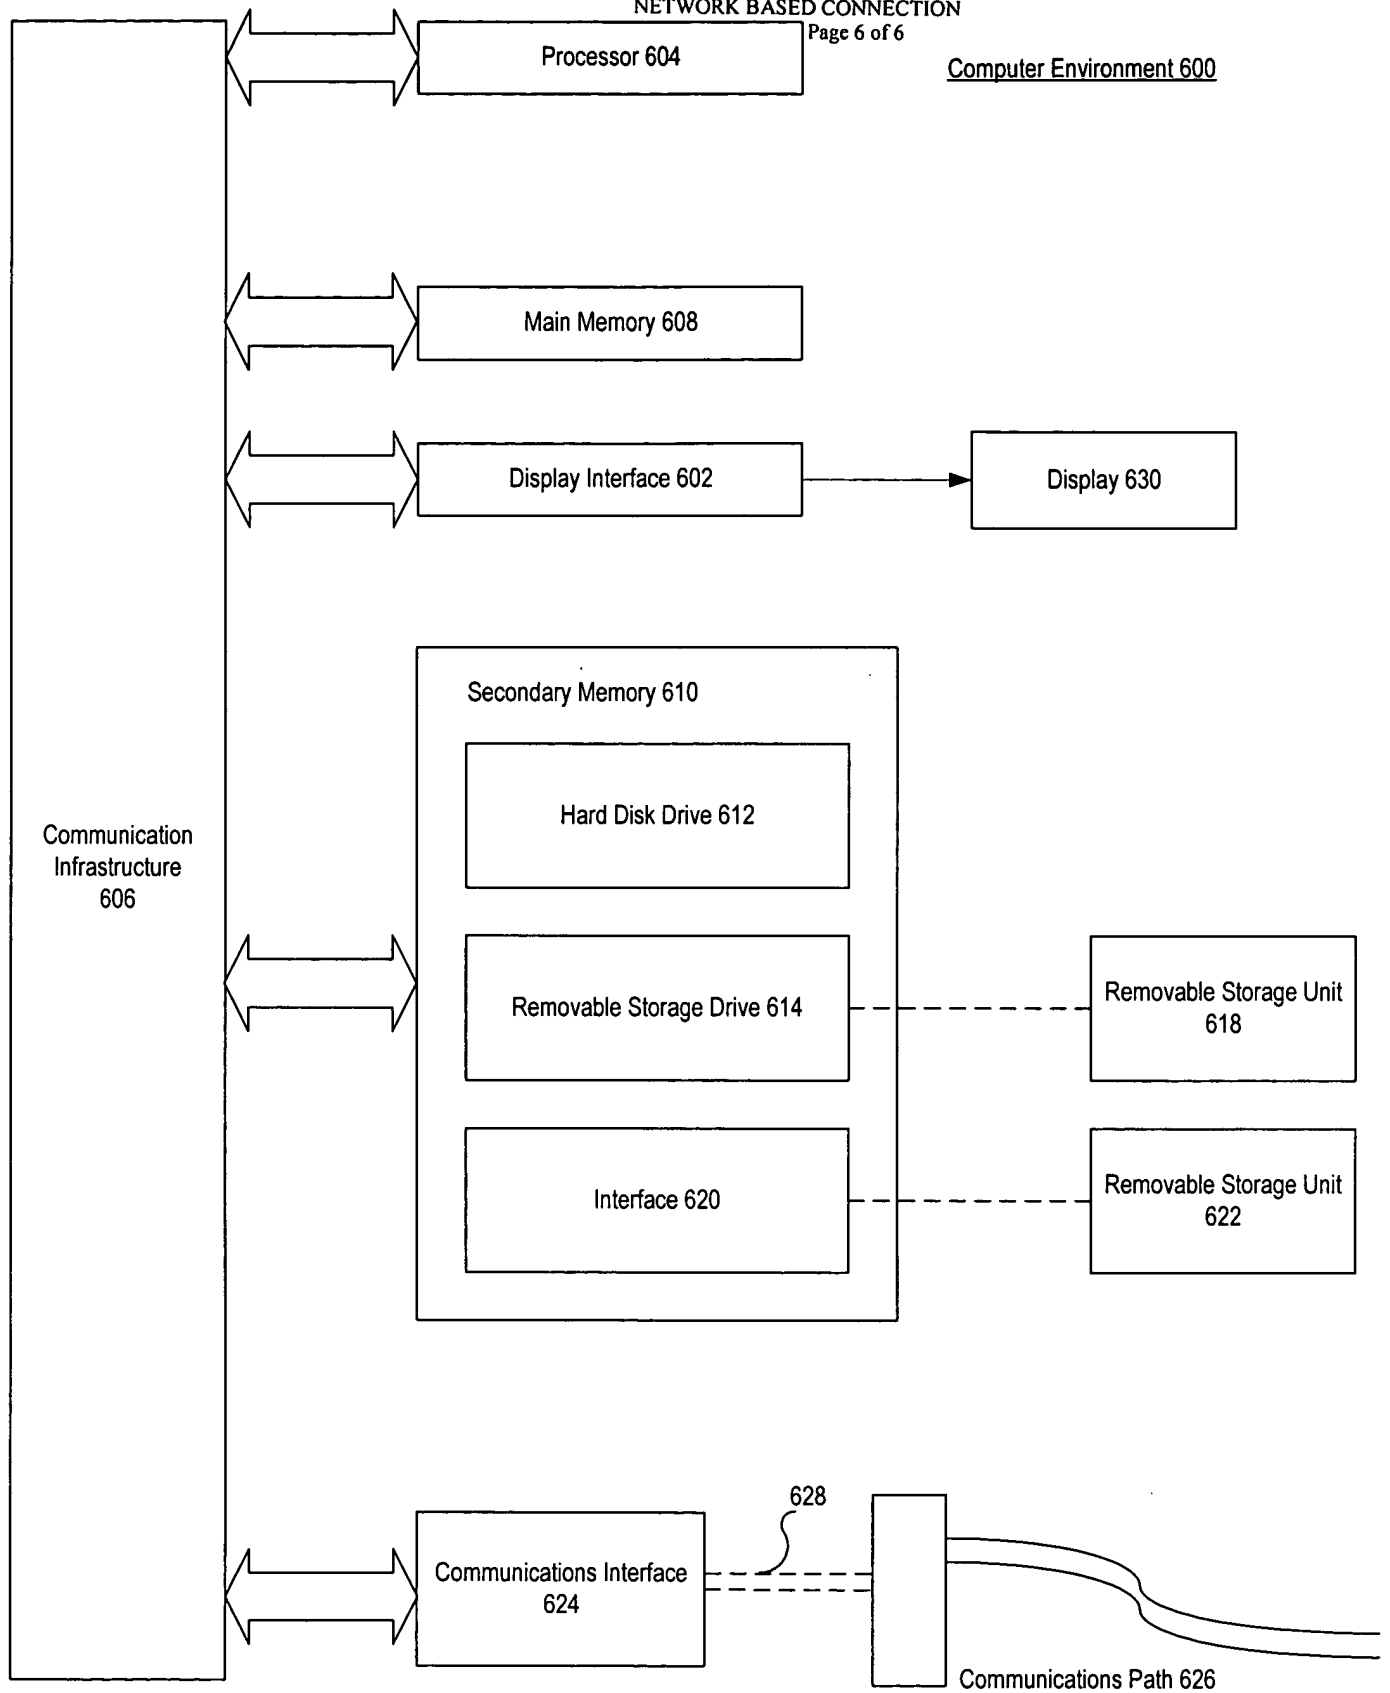 NETWORK BASED CONNECTION
Page 6 of 6
Processor 604
Computer Environment 600
Main Memory 608
Display Interface 602
Display 630
Secondary Memory 610
Hard Disk Drive 612
Communication
Infrastructure
606
Removable Storage Drive 614
Removable Storage Unit
618
Interface 620
Removable Storage Unit
622
628
Communications Interface
624
Communications Path 626